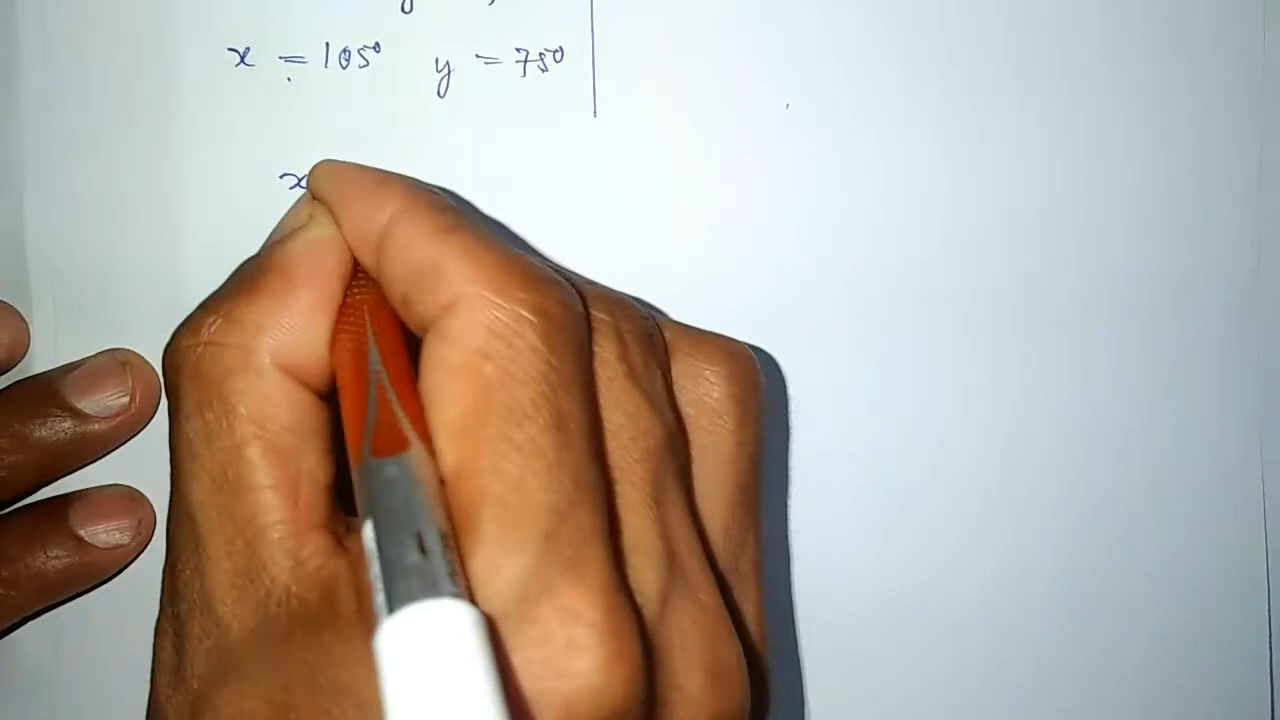 x = 105° y = 75°
x